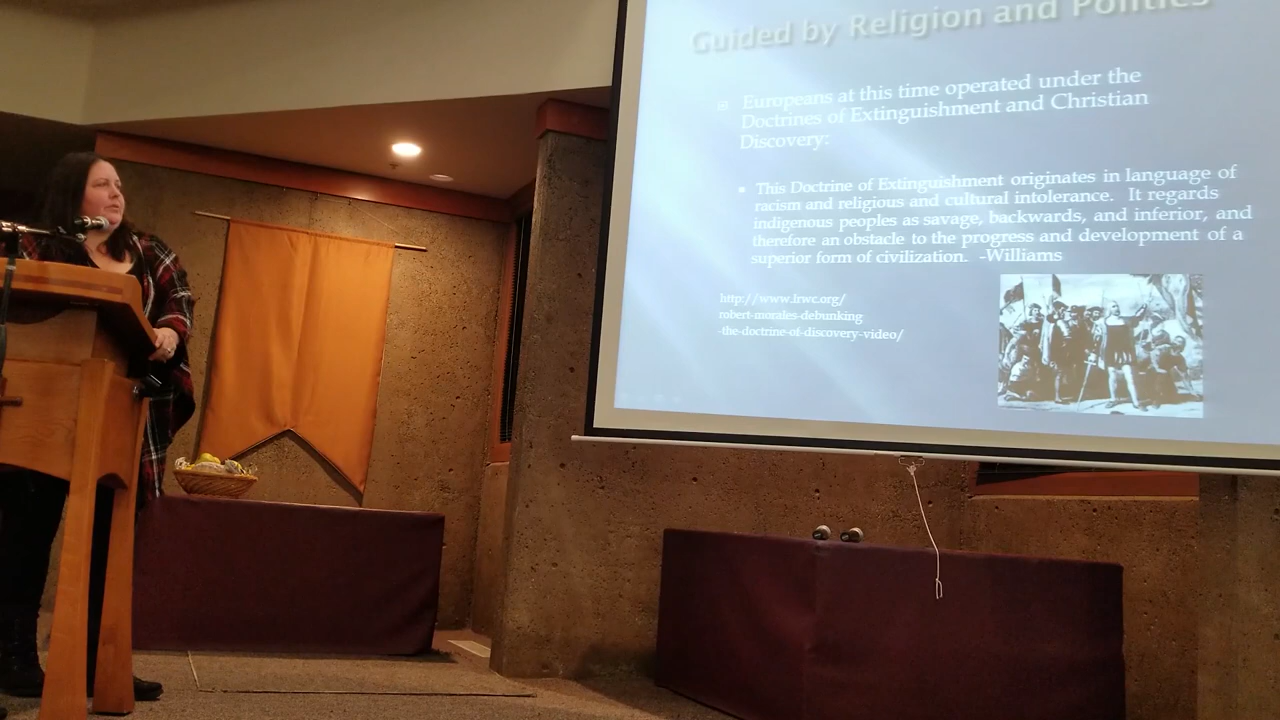 Guided by Religion and Politics
Europeans at this time operated under the
Doctrines of Extinguishment and Christian
Discovery:
This Doctrine of Extinguishment originates in language of
racism and religious and cultural intolerance. It regards
indigenous peoples as savage, backwards, and inferior, and
therefore an obstacle to the progress and development of a
superior form of civilization. -Williams
http://www.lrwc.org/
robert-morales-debunking
-the-doctrine-of-discovery-video/